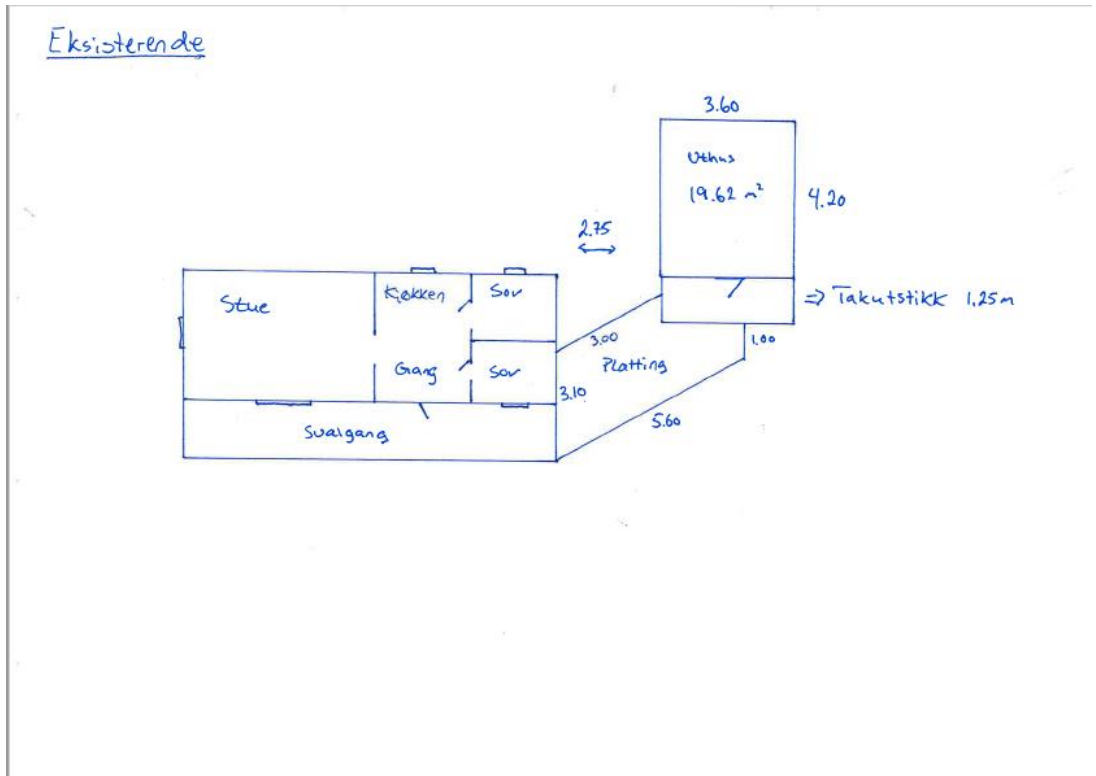 Eksisterende
3.60
Uthus
19.62 m²
4.20
2.75
Stue
Kjøkken
Sov
=> Takutstikk 1.25m
3.00
1.00
Platting
Gang
Sov
3.10
5.60
Svalgang